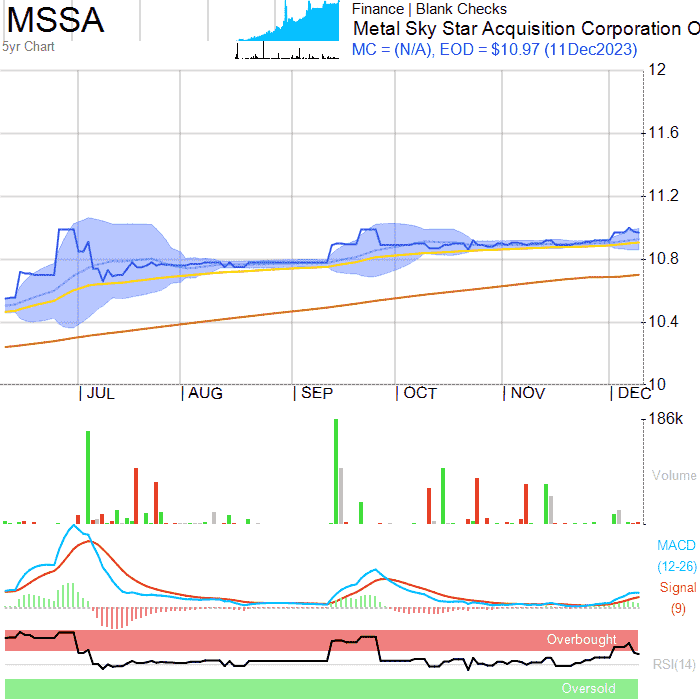 MSSA
5yr Chart
Finance | Blank Checks
Metal Sky Star Acquisition Corporation O
MC = (N/A), EOD = $10.97 (11Dec2023)
12
11.6
11.2
10.8
10.4
10
| JUL | AUG | SEP | OCT | NOV | DEC
186k
Volume
MACD
(12-26)
Signal
(9)
Overbought
RSI(14)
Oversold